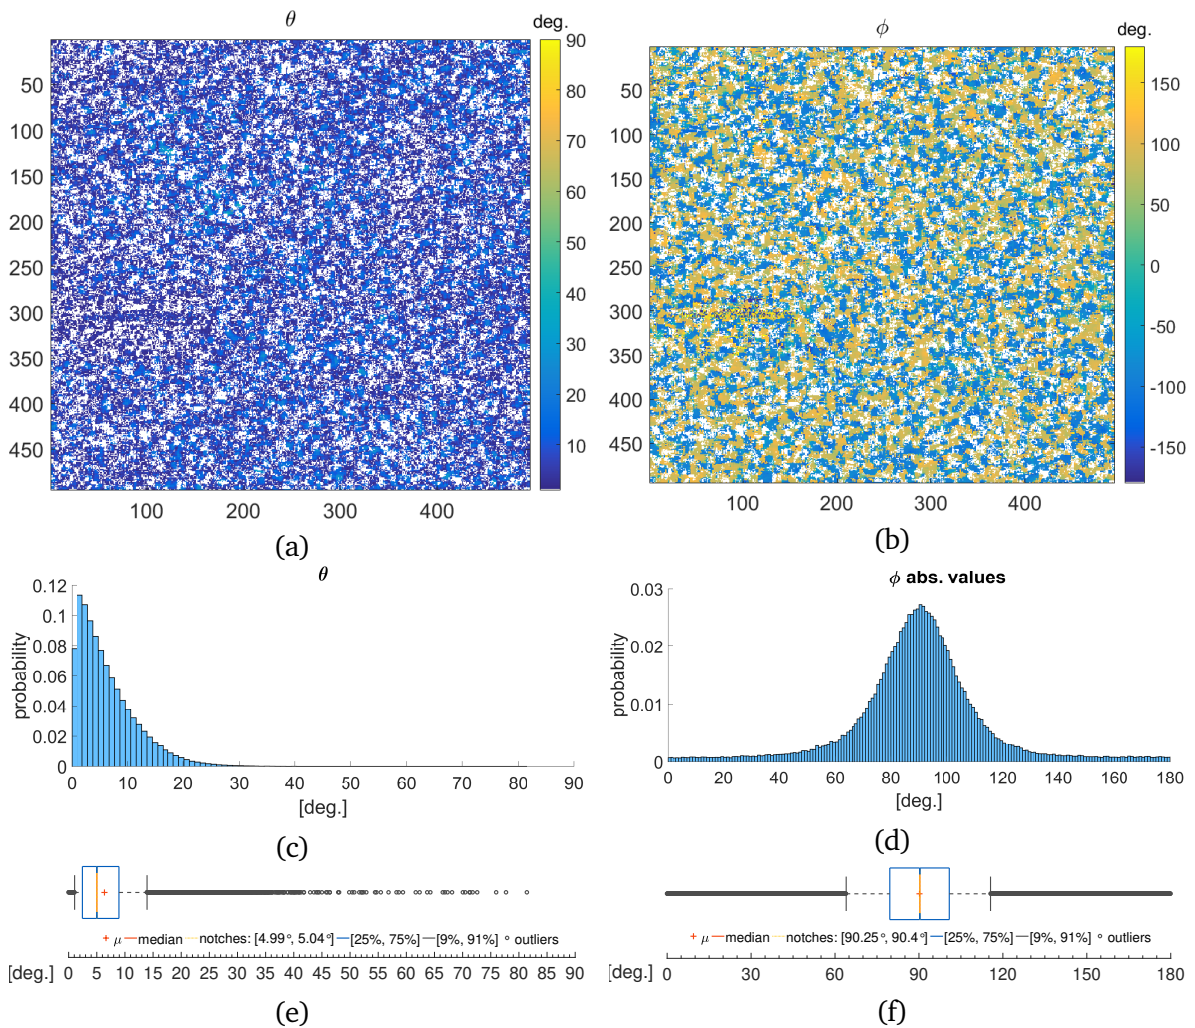 θ
deg.
90
80
70
60
50
40
30
20
10
50
100
150
200
250
300
350
400
450
100 200 300 400
(a)
ϕ
deg.
150
100
50
0
-50
-100
-150
50
100
150
200
250
300
350
400
450
100 200 300 400
(b)
θ
probability
0.12
0.1
0.08
0.06
0.04
0.02
0
0 10 20 30 40 50 60 70 80 90
[deg.]
(c)
ϕ abs. values
probability
0.03
0.02
0.01
0
0 20 40 60 80 100 120 140 160 180
[deg.]
(d)
+ μ — median — notches: [4.99°, 5.04°] — [25%, 75%] — [9%, 91%] ° outliers
[deg.] 0 5 10 15 20 25 30 35 40 45 50 55 60 65 70 75 80 85 90
(e)
+ μ — median — notches: [90.25°, 90.4°] — [25%, 75%] — [9%, 91%] ° outliers
[deg.] 0 30 60 90 120 150 180
(f)